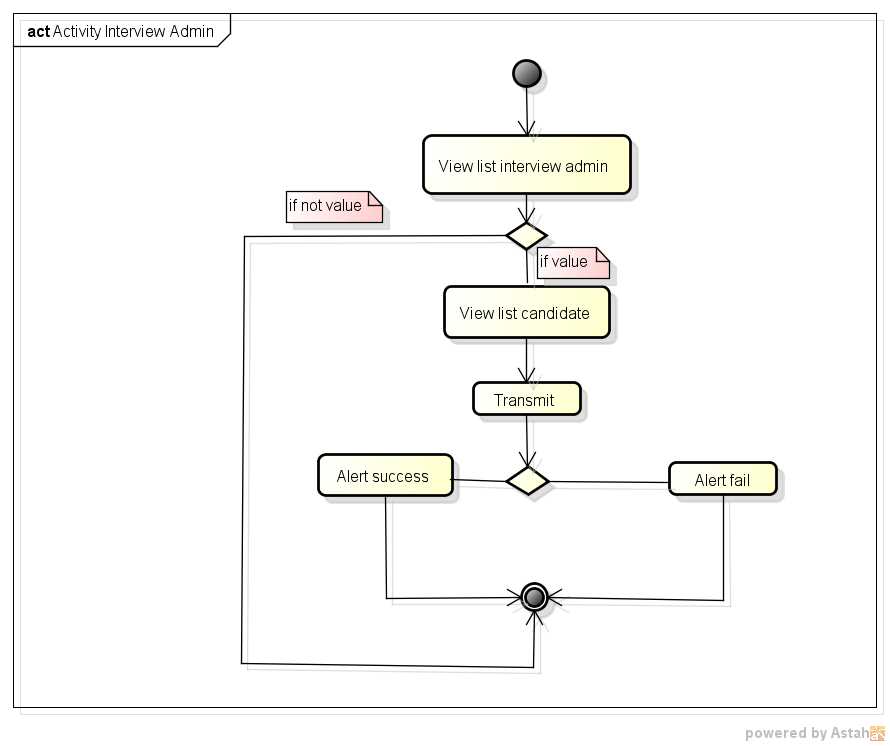 act Activity Interview Admin
View list interview admin
if not value
if value
View list candidate
Transmit
Alert success
Alert fail
powered by Astah